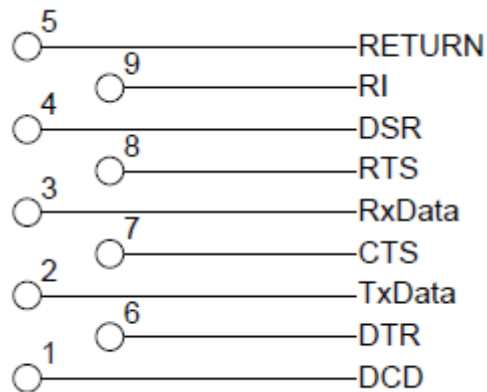 5 RETURN
9 RI
4 DSR
8 RTS
3 RxData
7 CTS
2 TxData
6 DTR
1 DCD